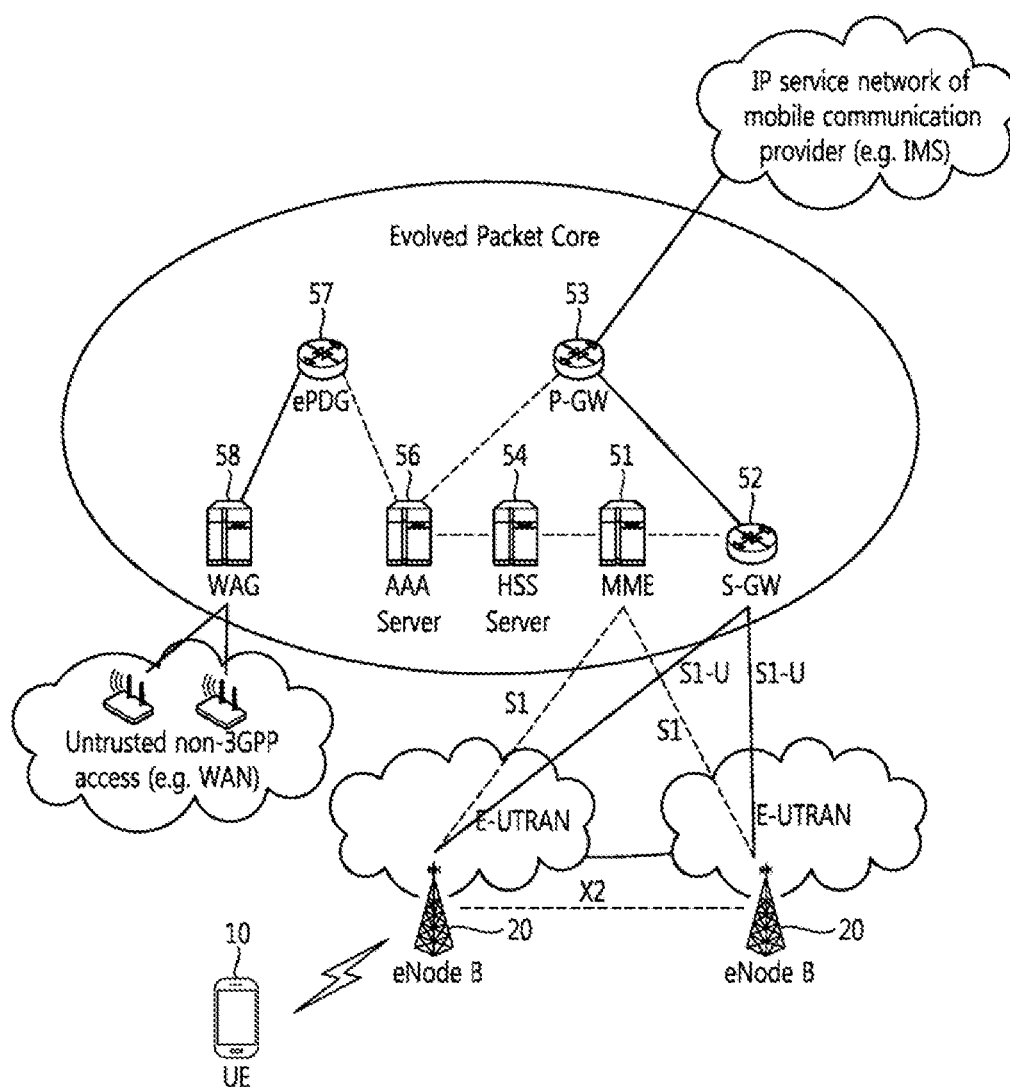 IP service network of
mobile communication
provider (e.g. IMS)
Evolved Packet Core
57
53
ePDG
P-GW
58
56
54
51
52
WAG
AAA
Server
HSS
Server
MME
S-GW
S1
S1-U
S1-U
S1
Untrusted non-3GPP
access (e.g. WAN)
E-UTRAN
E-UTRAN
X2
10
20
20
eNode B
eNode B
UE